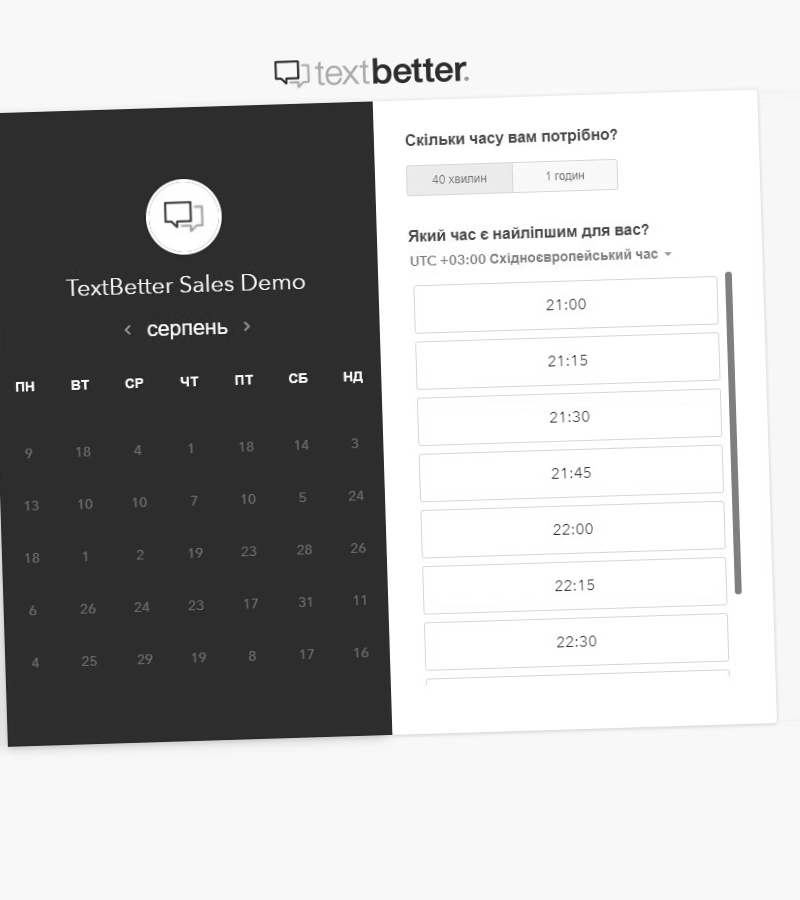 textbetter.
TextBetter Sales Demo
серпень
ПН ВТ СР ЧТ ПТ СБ НД
9 18 4 1 18 14 3
13 10 10 7 10 5 24
18 1 2 19 23 28 26
6 26 24 23 17 31 11
4 25 29 19 8 17 16
Скільки часу вам потрібно?
40 хвилин 1 годин
Який час є найліпшим для вас?
UTC +03:00 Східноєвропейський час
21:00
21:15
21:30
21:45
22:00
22:15
22:30